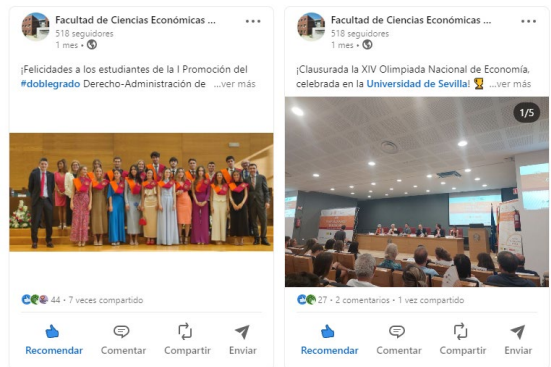 Facultad de Ciencias Económicas ...
518 seguidores
1 mes •
¡Felicidades a los estudiantes de la I Promoción del
#doblegrado Derecho-Administración de ...ver más
44 • 7 veces compartido
Recomendar
Comentar
Compartir
Enviar
Facultad de Ciencias Económicas ...
518 seguidores
1 mes •
¡Clausurada la XIV Olimpiada Nacional de Economía,
celebrada en la Universidad de Sevilla! 🏆 ...ver más
1/5
27 • 2 comentarios • 1 vez compartido
Recomendar
Comentar
Compartir
Enviar